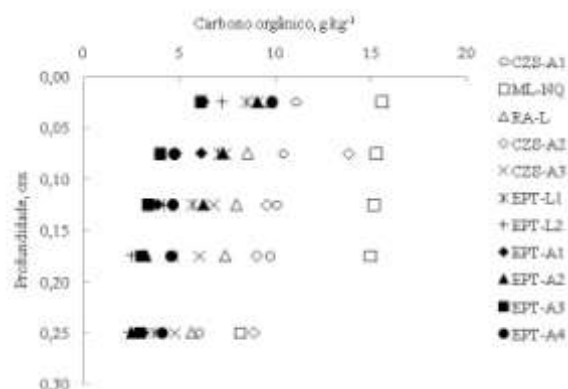 Carbono orgânico, g kg⁻¹
0 5 10 15 20
0,00
0,05
0,10
0,15
0,20
0,25
0,30
Profundidade, cm
CZS-A1
ML-NQ
RA-L
CZS-A2
CZS-A3
EPT-L1
EPT-L2
EPT-A1
EPT-A2
EPT-A3
EPT-A4